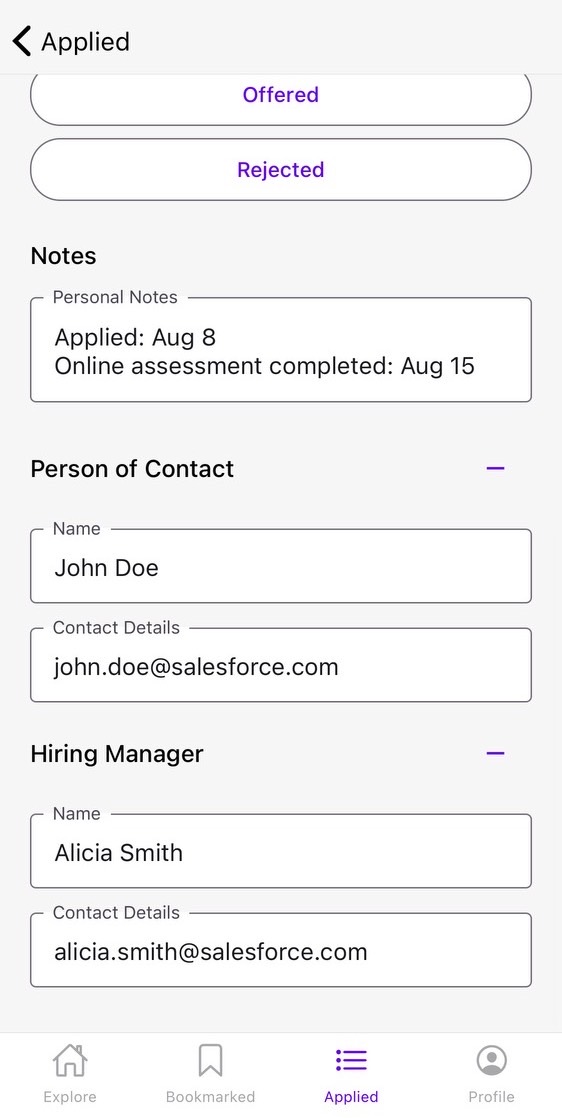 Applied
Offered
Rejected
Notes
Personal Notes
Applied: Aug 8
Online assessment completed: Aug 15
Person of Contact
Name
John Doe
Contact Details
john.doe@salesforce.com
Hiring Manager
Name
Alicia Smith
Contact Details
alicia.smith@salesforce.com
Explore
Bookmarked
Applied
Profile